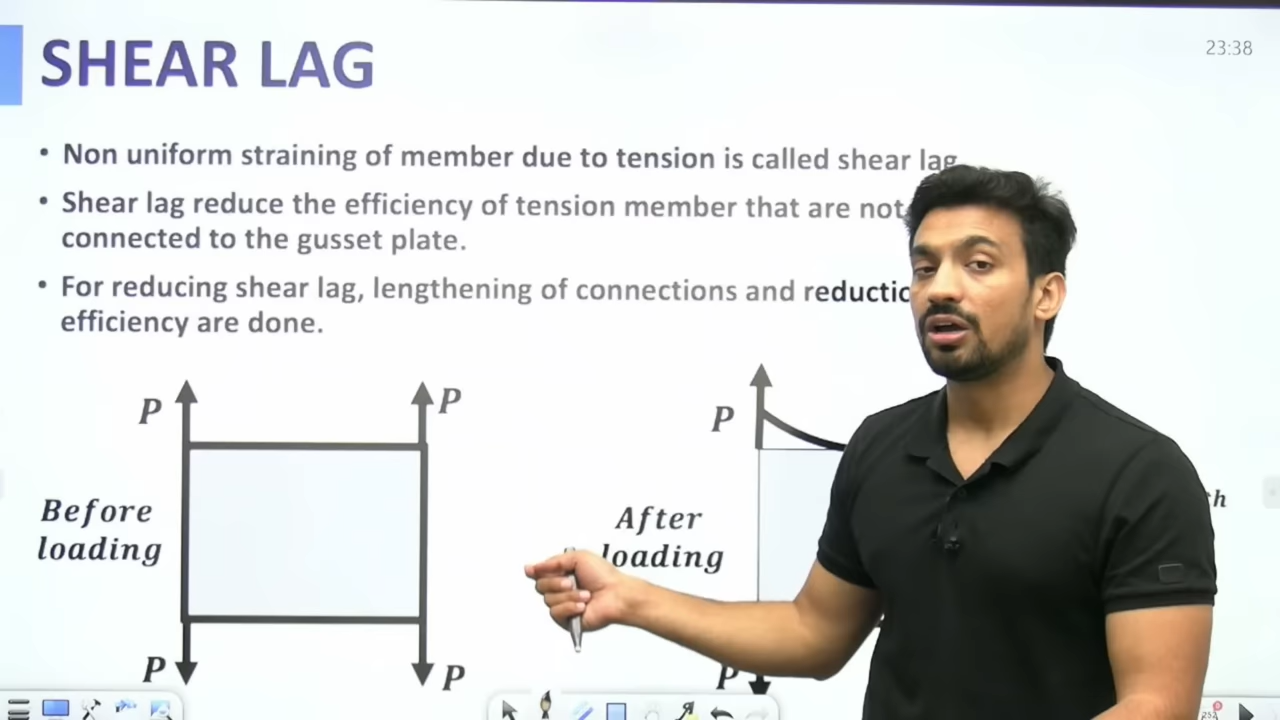 SHEAR LAG
23:38
• Non uniform straining of member due to tension is called shear lag
• Shear lag reduce the efficiency of tension member that are not
connected to the gusset plate.
• For reducing shear lag, lengthening of connections and
efficiency are done.
P
P
P
Before
loading
After
loading
P
P
P